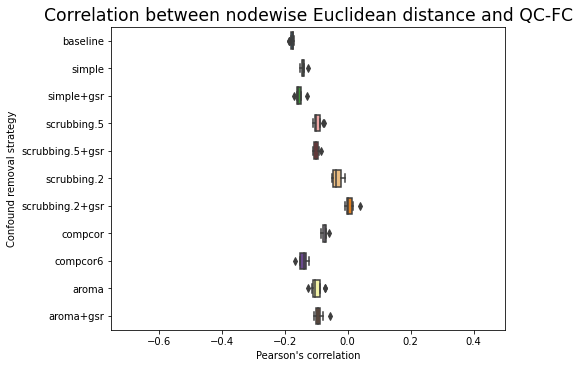 Correlation between nodewise Euclidean distance and QC-FC
Confound removal strategy
baseline
simple
simple+gsr
scrubbing.5
scrubbing.5+gsr
scrubbing.2
scrubbing.2+gsr
compcor
compcor6
aroma
aroma+gsr
−0.6 −0.4 −0.2 0.0 0.2 0.4
Pearson's correlation